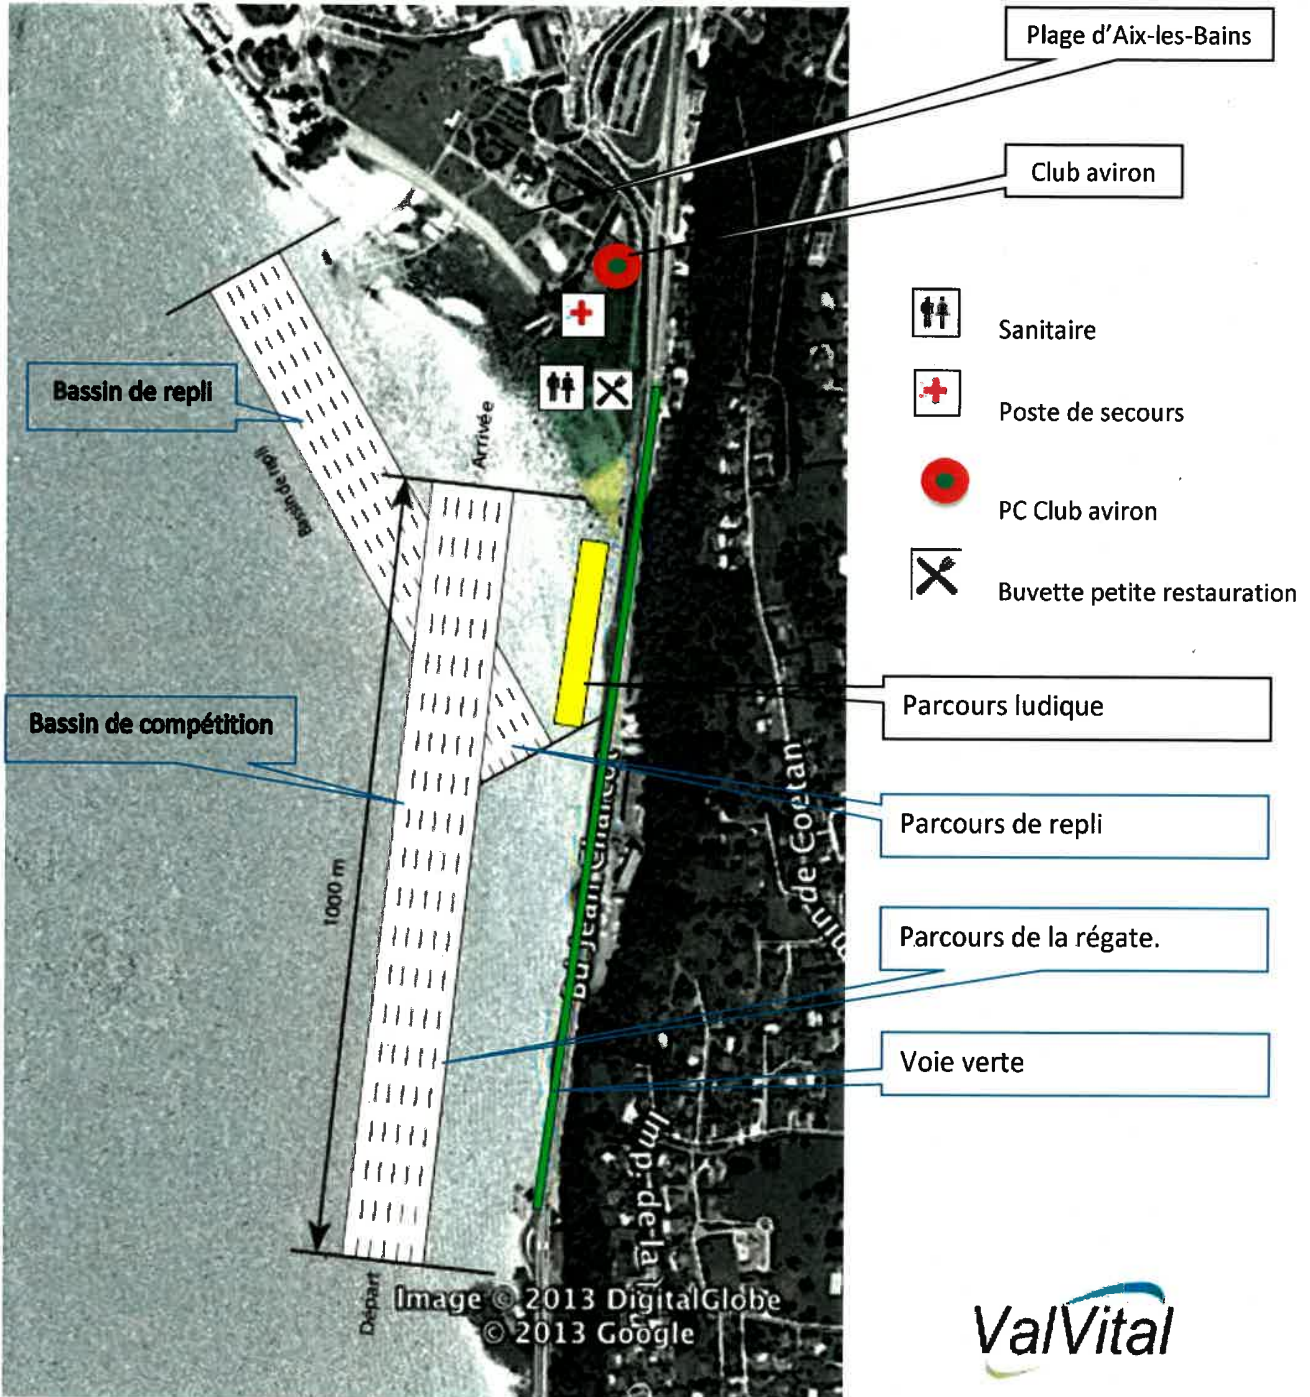 Plage d'Aix-les-Bains
Club aviron
Sanitaire
Poste de secours
PC Club aviron
Buvette petite restauration
Bassin de repli
Bassin de repli
Arrivée
Parcours ludique
Bassin de compétition
Parcours de repli
1000 m
Bd Jean Charcot
de-Coëtan
Parcours de la régate.
Voie verte
Imp.-de-la
Départ
Image © 2013 DigitalGlobe
© 2013 Google
ValVital